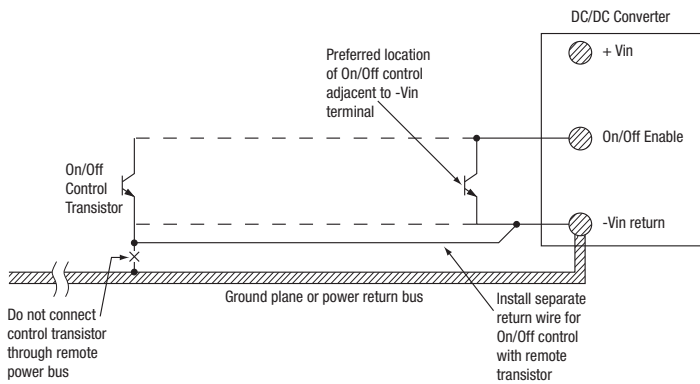 DC/DC Converter
+ Vin
Preferred location
of On/Off control
adjacent to -Vin
terminal
On/Off Enable
On/Off
Control
Transistor
-Vin return
Ground plane or power return bus
Do not connect
control transistor
through remote
power bus
Install separate
return wire for
On/Off control
with remote
transistor